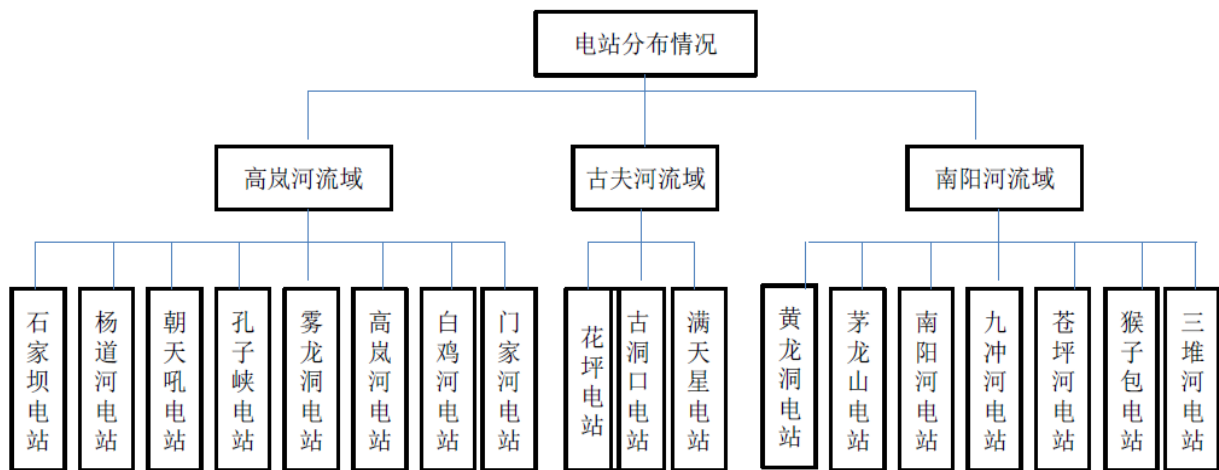 电站分布情况
高岚河流域
古夫河流域
南阳河流域
石家坝电站
杨道河电站
朝天吼电站
孔子峡电站
雾龙洞电站
高岚河电站
白鸡河电站
门家河电站
花坪电站
古洞口电站
满天星电站
黄龙洞电站
茅龙山电站
南阳河电站
九冲河电站
苍坪河电站
猴子包电站
三堆河电站